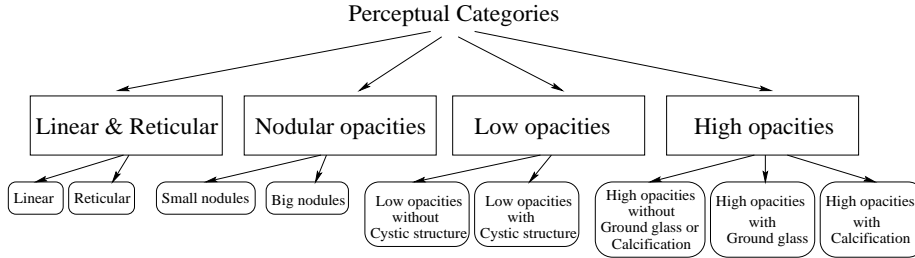 Perceptual Categories
Linear & Reticular
Nodular opacities
Low opacities
High opacities
Linear
Reticular
Small nodules
Big nodules
Low opacities
without
Cystic structure
Low opacities
with
Cystic structure
High opacities
without
Ground glass or
Calcification
High opacities
with
Ground glass
High opacities
with
Calcification